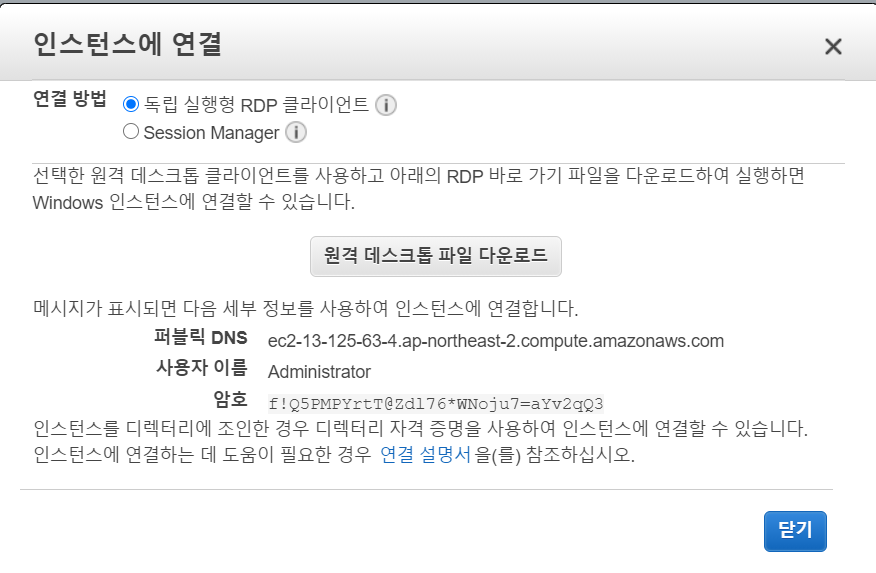 인스턴스에 연결
연결 방법
독립 실행형 RDP 클라이언트
Session Manager
선택한 원격 데스크톱 클라이언트를 사용하고 아래의 RDP 바로 가기 파일을 다운로드하여 실행하면
Windows 인스턴스에 연결할 수 있습니다.
원격 데스크톱 파일 다운로드
메시지가 표시되면 다음 세부 정보를 사용하여 인스턴스에 연결합니다.
퍼블릭 DNS ec2-13-125-63-4.ap-northeast-2.compute.amazonaws.com
사용자 이름 Administrator
암호 f!Q5PMPYrtT@Zdl76*WNoju7=aYv2qQ3
인스턴스를 디렉터리에 조인한 경우 디렉터리 자격 증명을 사용하여 인스턴스에 연결할 수 있습니다.
인스턴스에 연결하는 데 도움이 필요한 경우 연결 설명서을(를) 참조하십시오.
닫기